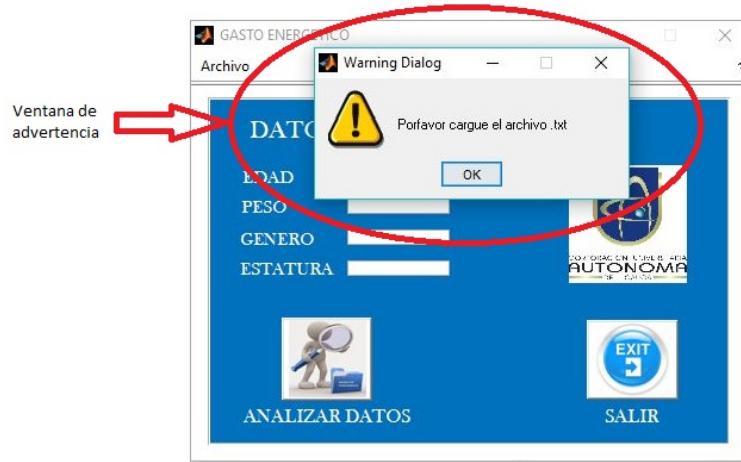 GASTO ENERGETICO
Archivo
Warning Dialog
Porfavor cargue el archivo .txt
OK
Ventana de
advertencia
EDAD
PESO
GENERO
ESTATURA
AUTONOMA
EXIT
ANALIZAR DATOS
SALIR